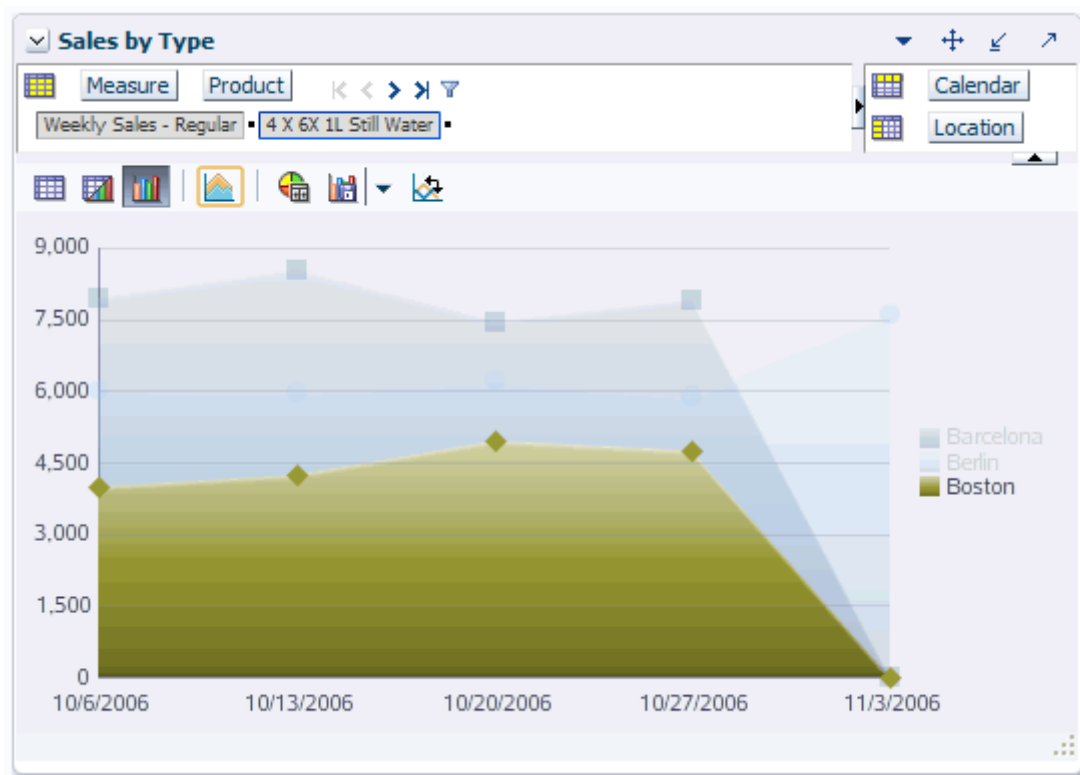 Sales by Type
Measure Product
Calendar
Weekly Sales - Regular 4 X 6X 1L Still Water
Location
9,000
7,500
6,000
4,500
3,000
1,500
0
10/6/2006 10/13/2006 10/20/2006 10/27/2006 11/3/2006
Barcelona
Berlin
Boston